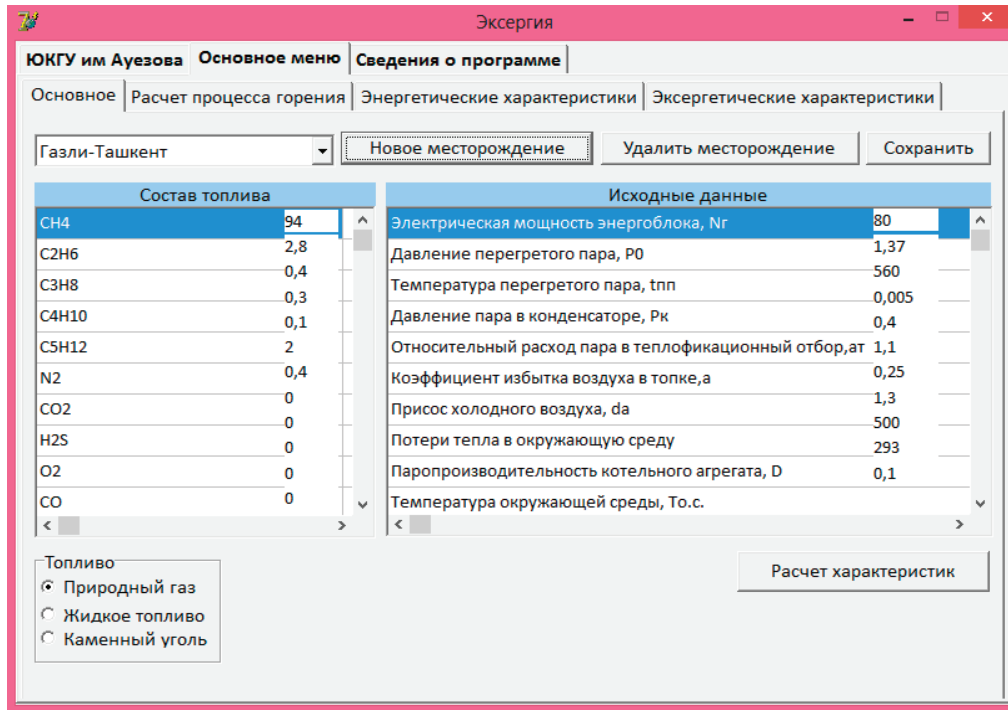 Эксергия
ЮКГУ им Ауезова Основное меню Сведения о программе
Основное Расчет процесса горения Энергетические характеристики Эксергетические характеристики
Газли-Ташкент Новое месторождение Удалить месторождение Сохранить
Состав топлива Исходные данные
CH4 94 Электрическая мощность энергоблока, Nг 80
C2H6 2,8 Давление перегретого пара, P0 1,37
C3H8 0,4 Температура перегретого пара, tпп 560
C4H10 0,3 Давление пара в конденсаторе, Pк 0,005
C5H12 0,1 Относительный расход пара в теплофикационный отбор,ат 0,4
N2 2 Коэффициент избытка воздуха в топке,а 1,1
CO2 0,4 Присос холодного воздуха, da 0,25
H2S 0 Потери тепла в окружающую среду 1,3
O2 0 Паропроизводительность котельного агрегата, D 500
CO 0 Температура окружающей среды, То.с. 293
0 0,1
0
0
Топливо
Природный газ Расчет характеристик
Жидкое топливо
Каменный уголь